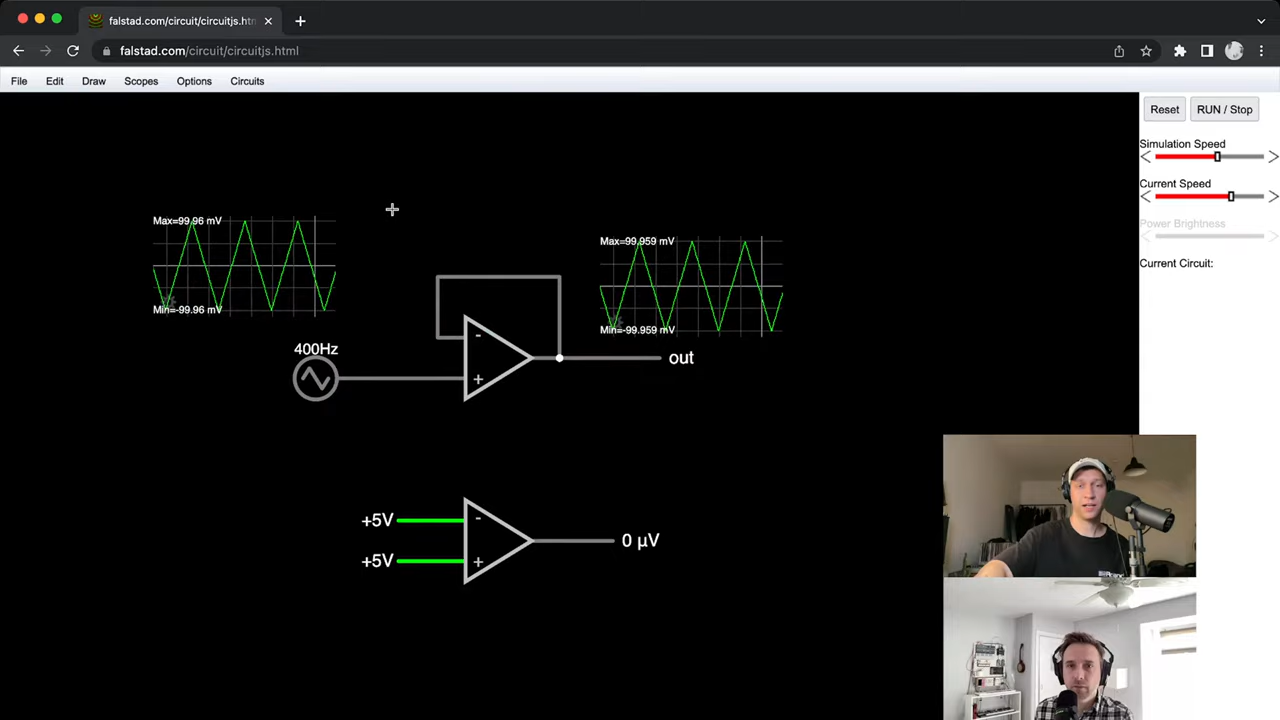 falstad.com/circuit/circuitjs.htm
falstad.com/circuit/circuitjs.html
File Edit Draw Scopes Options Circuits
Reset RUN / Stop
Simulation Speed
Current Speed
Power Brightness
Current Circuit:
Max=99.96 mV
Min=-99.96 mV
Max=99.959 mV
Min=-99.959 mV
400Hz
-
+
out
+5V
+5V
-
+
0 μV